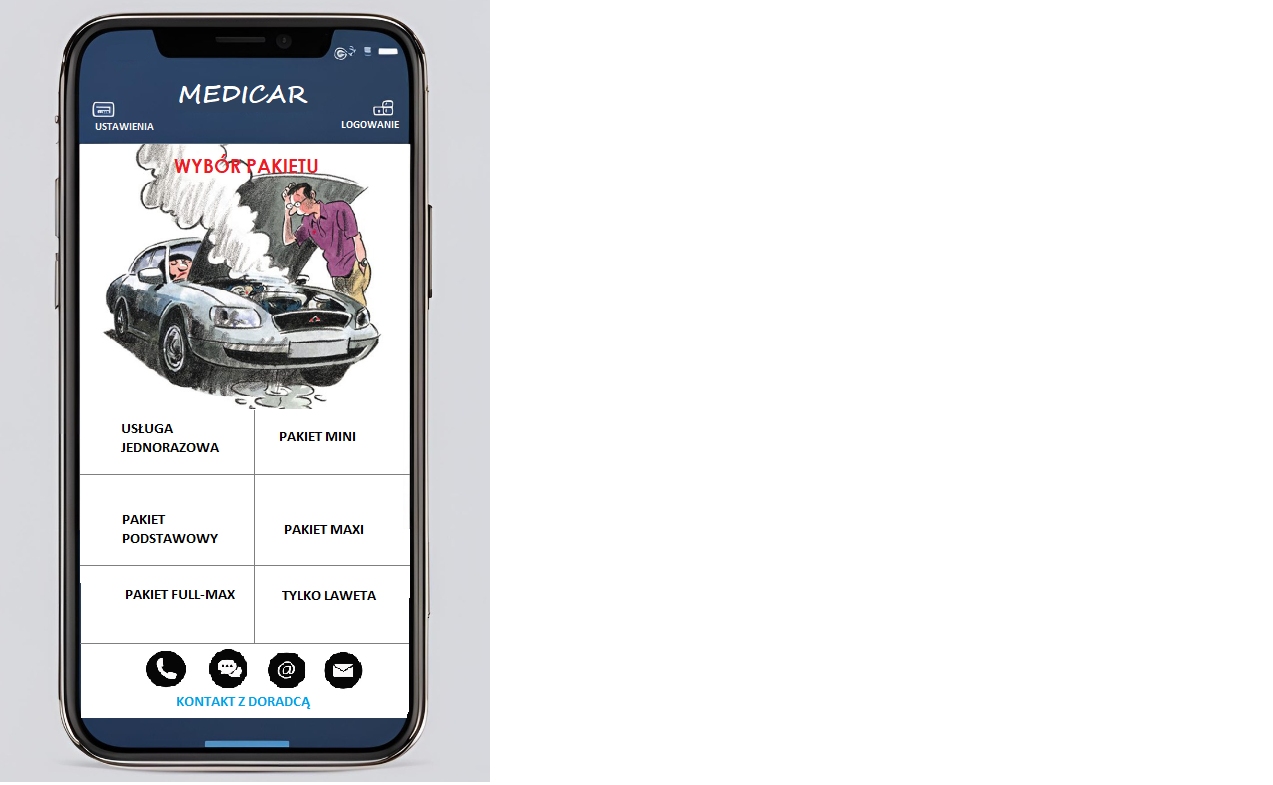 MEDICAR
USTAWIENIA
LOGOWANIE
WYBÓR PAKIETU
USŁUGA
JEDNORAZOWA
PAKIET MINI
PAKIET
PODSTAWOWY
PAKIET MAXI
PAKIET FULL-MAX
TYLKO LAWETA
@
KONTAKT Z DORADCĄ